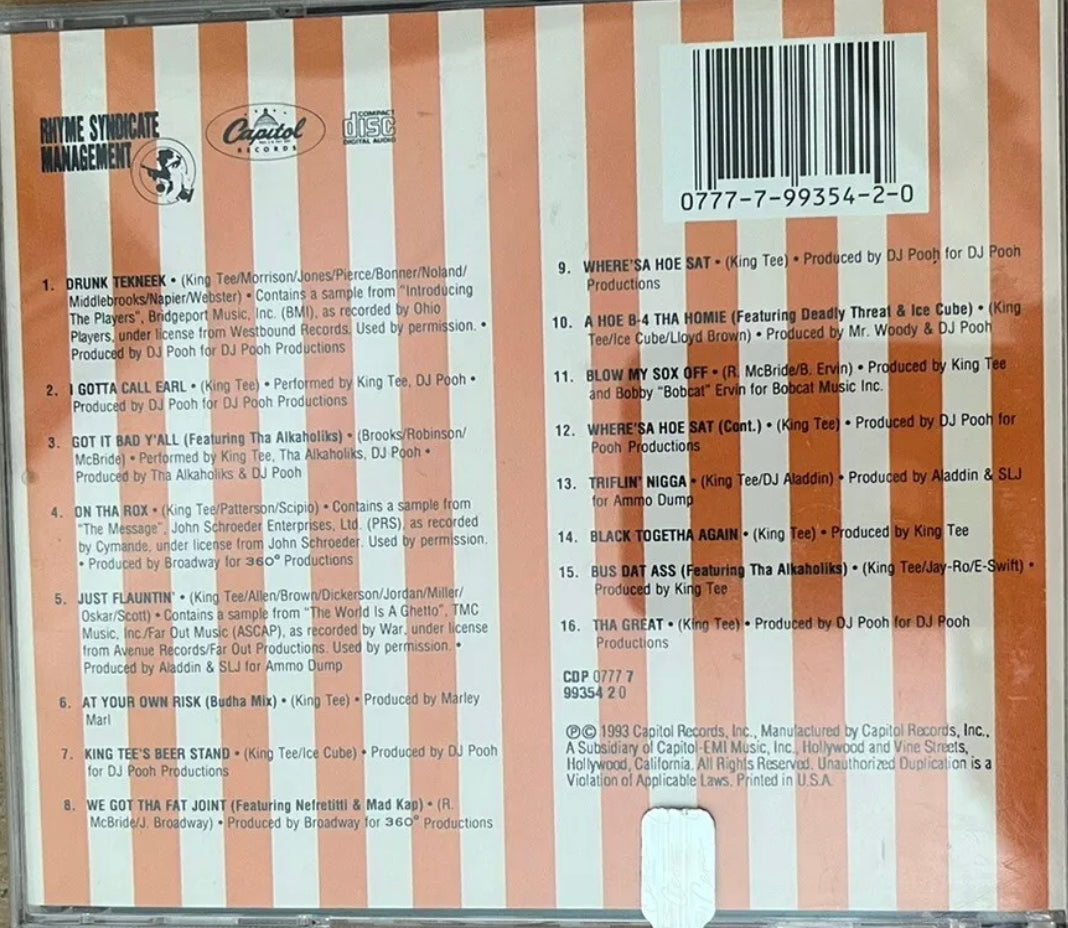 RHYME SYNDICATE
MANAGEMENT
Capitol
RECORDS
COMPACT
disc
DIGITAL AUDIO
0777-7-99354-2-0
1. DRUNK TEKNEEK • (King Tee/Morrison/Jones/Pierce/Bonner/Noland/
Middlebrooks/Napier/Webster) • Contains a sample from "Introducing
The Players", Bridgeport Music, Inc. (BMI), as recorded by Ohio
Players, under license from Westbound Records. Used by permission. •
Produced by DJ Pooh for DJ Pooh Productions
2. I GOTTA CALL EARL • (King Tee) • Performed by King Tee, DJ Pooh •
Produced by DJ Pooh for DJ Pooh Productions
3. GOT IT BAD Y'ALL (Featuring Tha Alkaholiks) • (Brooks/Robinson/
McBride) • Performed by King Tee, Tha Alkaholiks, DJ Pooh •
Produced by Tha Alkaholiks & DJ Pooh
4. ON THA ROX • (King Tee/Patterson/Scipio) • Contains a sample from
"The Message", John Schroeder Enterprises, Ltd. (PRS), as recorded
by Cymande, under license from John Schroeder. Used by permission.
• Produced by Broadway for 360° Productions
5. JUST FLAUNTIN' • (King Tee/Allen/Brown/Dickerson/Jordan/Miller/
Oskar/Scott) • Contains a sample from "The World Is A Ghetto", TMC
Music, Inc./Far Out Music (ASCAP), as recorded by War, under license
from Avenue Records/Far Out Productions. Used by permission. •
Produced by Aladdin & SLJ for Ammo Dump
6. AT YOUR OWN RISK (Budha Mix) • (King Tee) • Produced by Marley
Marl
7. KING TEE'S BEER STAND • (King Tee/Ice Cube) • Produced by DJ Pooh
for DJ Pooh Productions
8. WE GOT THA FAT JOINT (Featuring Nefretitti & Mad Kap) • (R.
McBride/J. Broadway) • Produced by Broadway for 360° Productions
9. WHERE'SA HOE SAT • (King Tee) • Produced by DJ Pooh for DJ Pooh
Productions
10. A HOE B-4 THA HOMIE (Featuring Deadly Threat & Ice Cube) • (King
Tee/Ice Cube/Lloyd Brown) • Produced by Mr. Woody & DJ Pooh
11. BLOW MY SOX OFF • (R. McBride/B. Ervin) • Produced by King Tee
and Bobby "Bobcat" Ervin for Bobcat Music Inc.
12. WHERE'SA HOE SAT (Cont.) • (King Tee) • Produced by DJ Pooh for
Pooh Productions
13. TRIFLIN' NIGGA • (King Tee/DJ Aladdin) • Produced by Aladdin & SLJ
for Ammo Dump
14. BLACK TOGETHA AGAIN • (King Tee) • Produced by King Tee
15. BUS DAT ASS (Featuring Tha Alkaholiks) • (King Tee/Jay-Ro/E-Swift) •
Produced by King Tee
16. THA GREAT • (King Tee) • Produced by DJ Pooh for DJ Pooh
Productions
CDP 0777 7
99354 2 0
℗© 1993 Capitol Records, Inc., Manufactured by Capitol Records, Inc.,
A Subsidiary of Capitol-EMI Music, Inc., Hollywood and Vine Streets,
Hollywood, California. All Rights Reserved. Unauthorized Duplication is a
Violation of Applicable Laws. Printed in U.S.A.